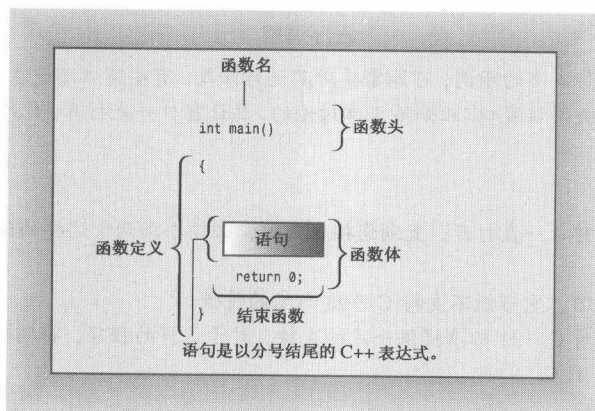 函数名
int main()
函数头
{
函数定义
语句
函数体
return 0;
}
结束函数
语句是以分号结尾的 C++ 表达式。